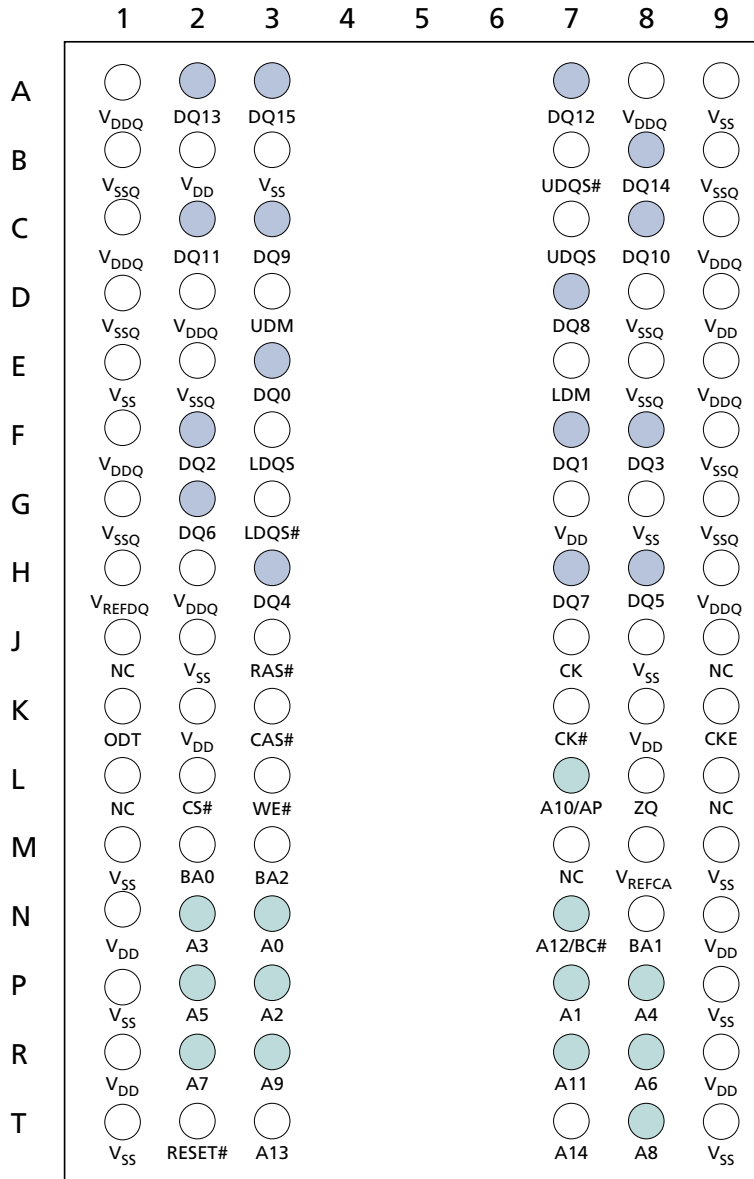 1 2 3 4 5 6 7 8 9
A
VDDQ DQ13 DQ15 DQ12 VDDQ VSS
B
VSSQ VDD VSS UDQS# DQ14 VSSQ
C
VDDQ DQ11 DQ9 UDQS DQ10 VDDQ
D
VSSQ VDDQ UDM DQ8 VSSQ VDD
E
VSS VSSQ DQ0 LDM VSSQ VDDQ
F
VDDQ DQ2 LDQS DQ1 DQ3 VSSQ
G
VSSQ DQ6 LDQS# VDD VSS VSSQ
H
VREFDQ VDDQ DQ4 DQ7 DQ5 VDDQ
J
NC VSS RAS# CK VSS NC
K
ODT VDD CAS# CK# VDD CKE
L
NC CS# WE# A10/AP ZQ NC
M
VSS BA0 BA2 NC VREFCA VSS
N
VDD A3 A0 A12/BC# BA1 VDD
P
VSS A5 A2 A1 A4 VSS
R
VDD A7 A9 A11 A6 VDD
T
VSS RESET# A13 A14 A8 VSS